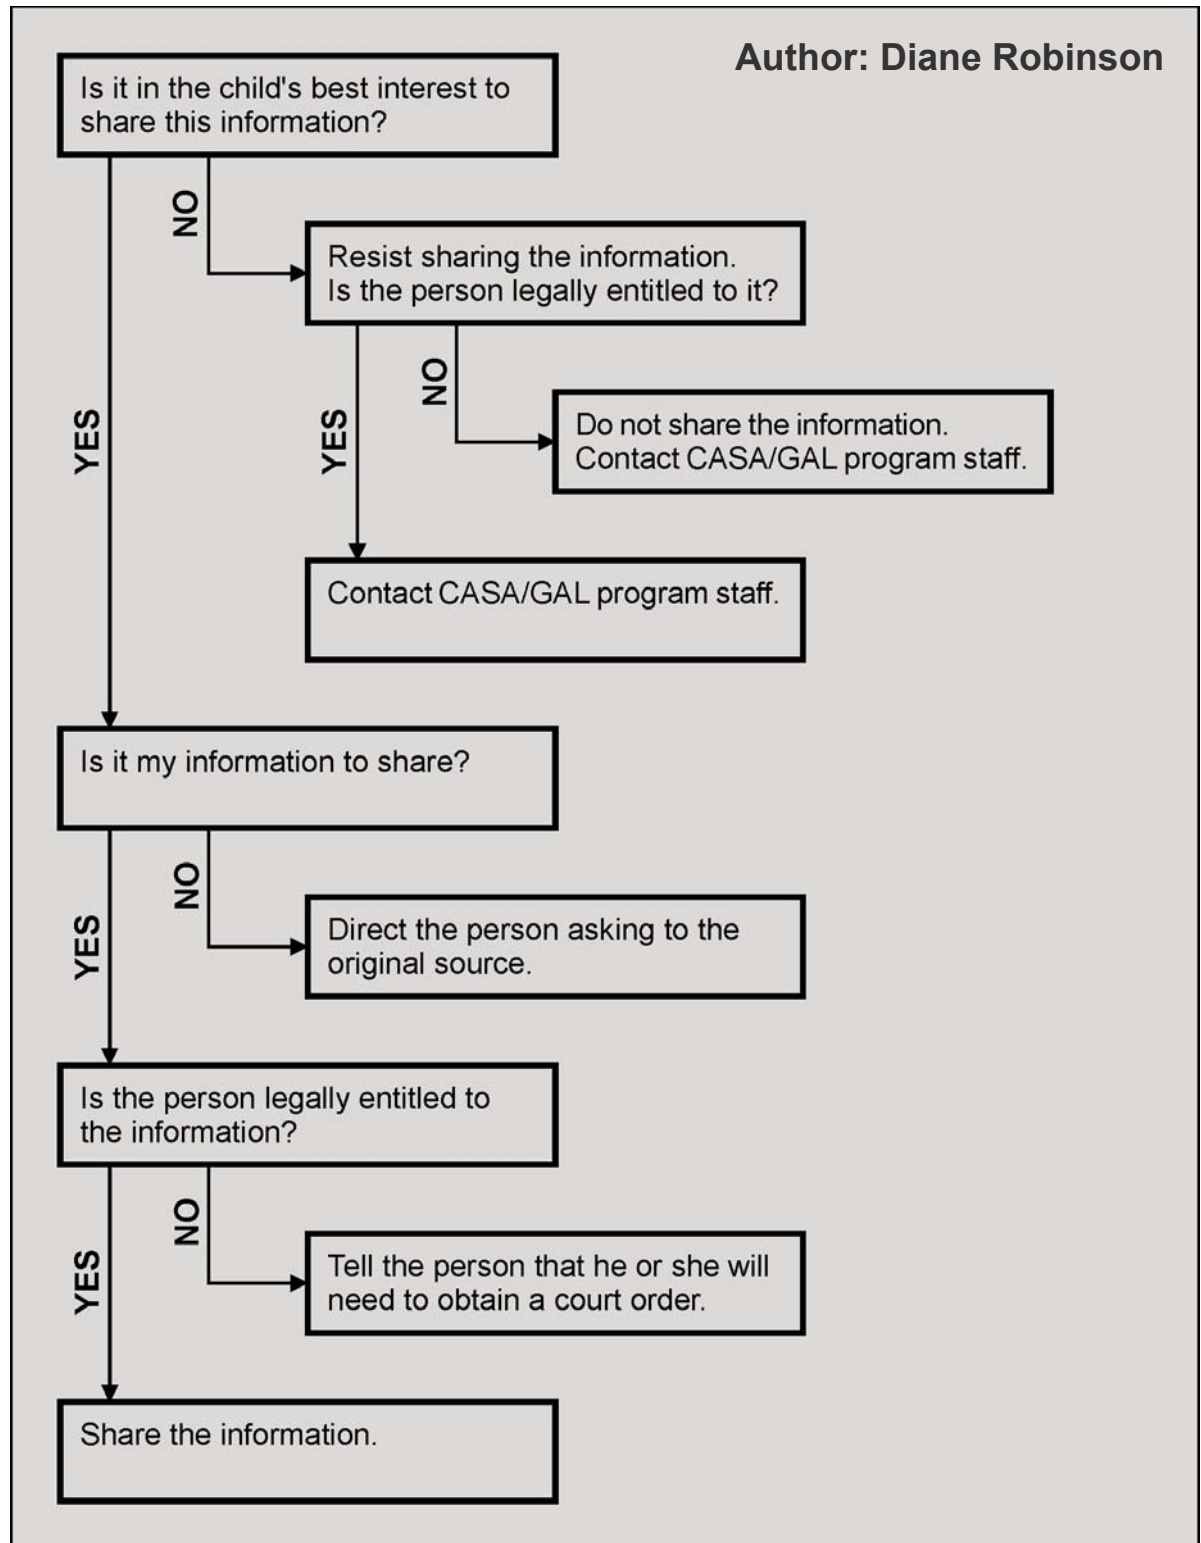 Author: Diane Robinson
Is it in the child's best interest to
share this information?
NO
Resist sharing the information.
Is the person legally entitled to it?
YES
NO
YES
Do not share the information.
Contact CASA/GAL program staff.
Contact CASA/GAL program staff.
Is it my information to share?
NO
YES
Direct the person asking to the
original source.
Is the person legally entitled to
the information?
NO
YES
Tell the person that he or she will
need to obtain a court order.
Share the information.